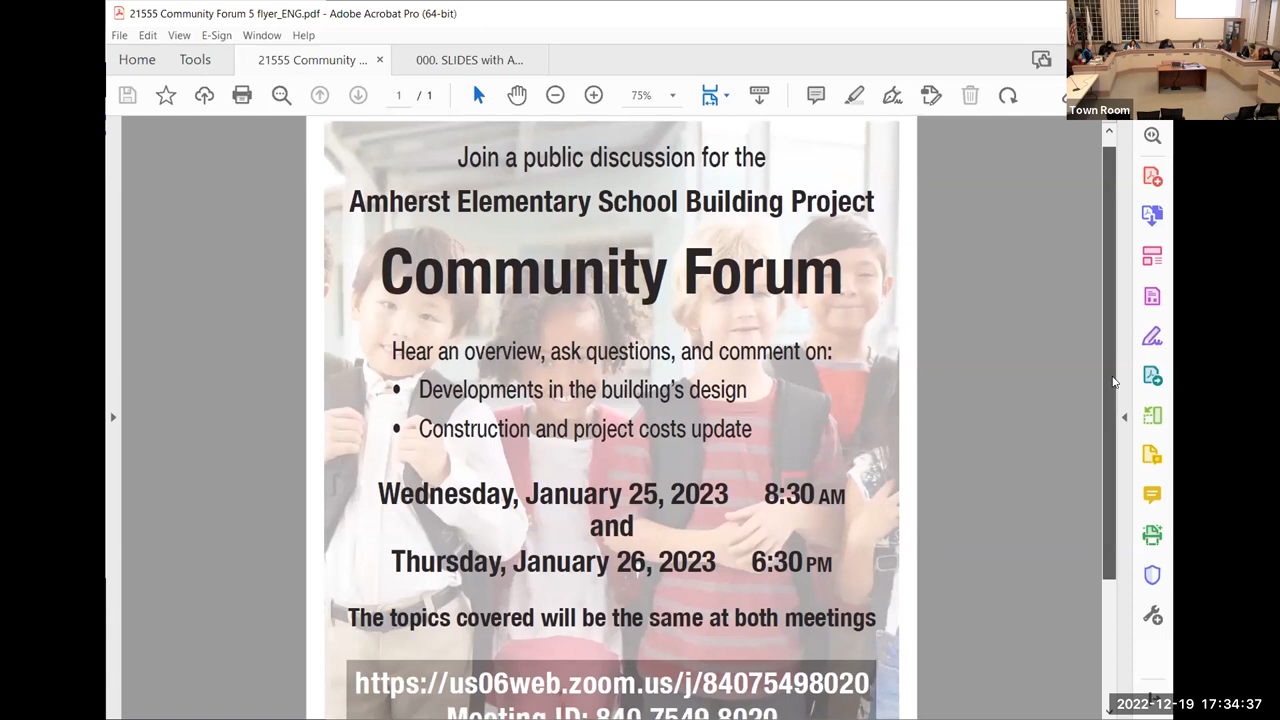 21555 Community Forum 5 flyer_ENG.pdf - Adobe Acrobat Pro (64-bit)
File Edit View E-Sign Window Help
Home Tools 21555 Community ... × 000. SLIDES with A...
1 / 1 75%
Town Room
Join a public discussion for the
Amherst Elementary School Building Project
Community Forum
Hear an overview, ask questions, and comment on:
• Developments in the building's design
• Construction and project costs update
Wednesday, January 25, 2023 8:30 AM
and
Thursday, January 26, 2023 6:30 PM
The topics covered will be the same at both meetings
https://us06web.zoom.us/j/84075498020
Meeting ID: 840 7549 8020
2022-12-19 17:34:37